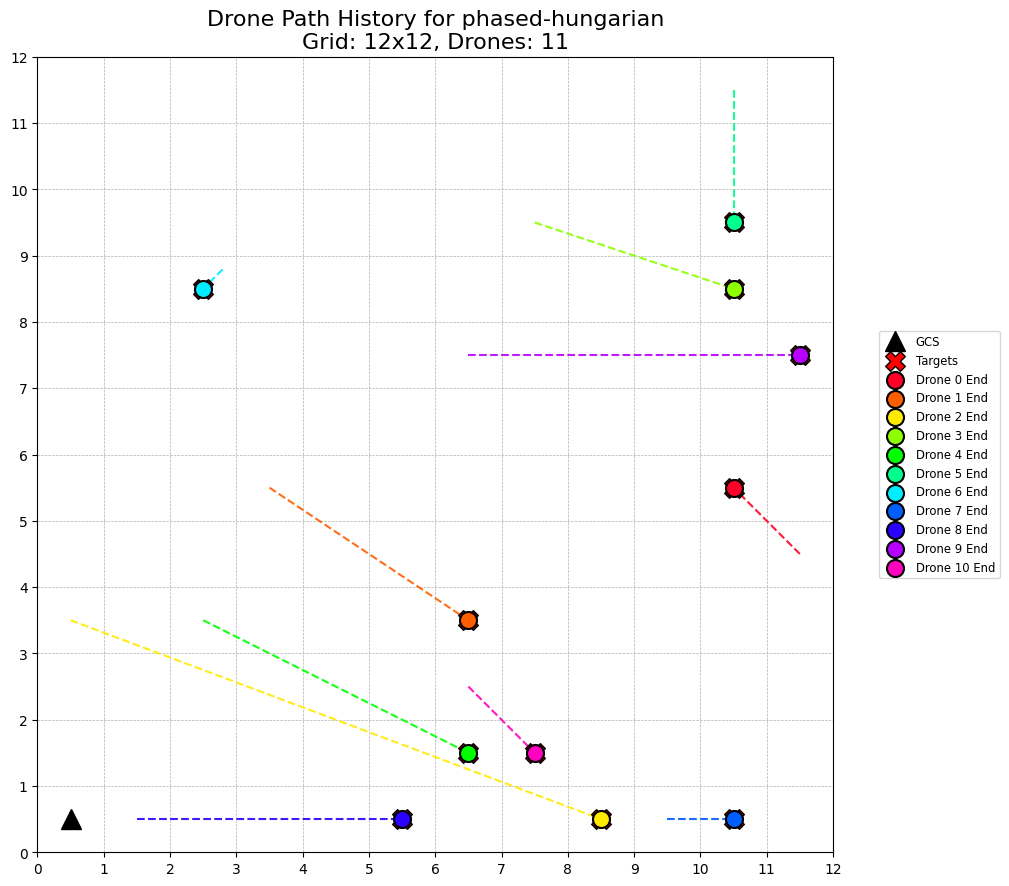 Drone Path History for phased-hungarian
Grid: 12x12, Drones: 11
12
11
10
9
8
7
6
5
4
3
2
1
0
0 1 2 3 4 5 6 7 8 9 10 11 12
GCS
Targets
Drone 0 End
Drone 1 End
Drone 2 End
Drone 3 End
Drone 4 End
Drone 5 End
Drone 6 End
Drone 7 End
Drone 8 End
Drone 9 End
Drone 10 End